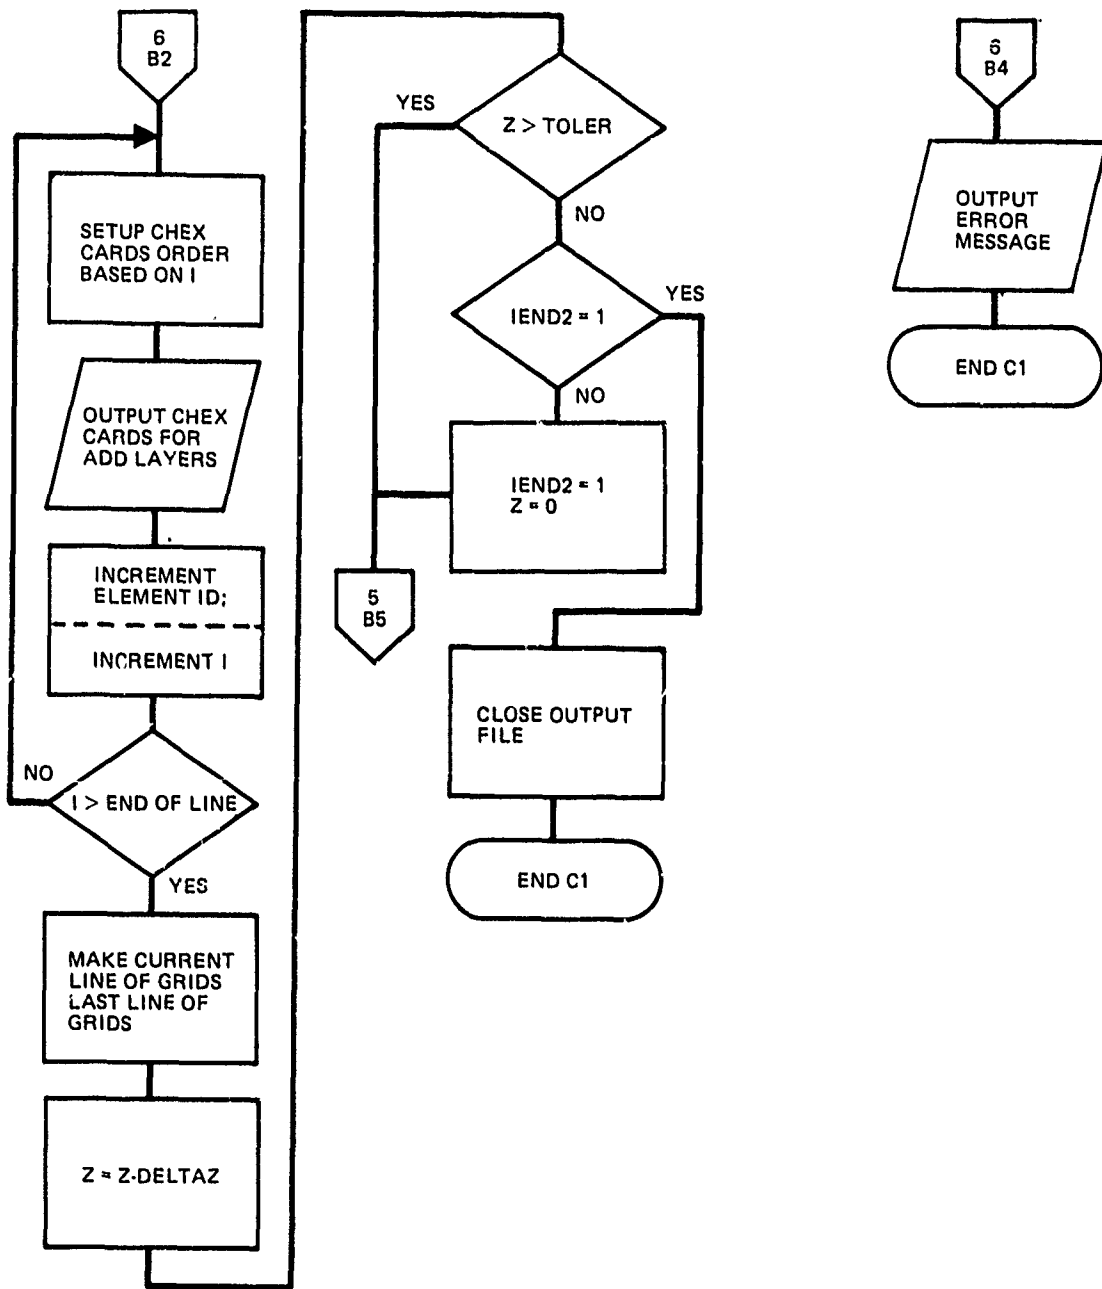 6
B2
SETUP CHEX
CARDS ORDER
BASED ON I
OUTPUT CHEX
CARDS FOR
ADD LAYERS
INCREMENT
ELEMENT ID;
INCREMENT I
NO
I > END OF LINE
YES
MAKE CURRENT
LINE OF GRIDS
LAST LINE OF
GRIDS
Z = Z-DELTAZ
YES
Z > TOLER
NO
YES
IEND2 = 1
NO
IEND2 = 1
Z = 0
5
B5
CLOSE OUTPUT
FILE
END C1
6
B4
OUTPUT
ERROR
MESSAGE
END C1